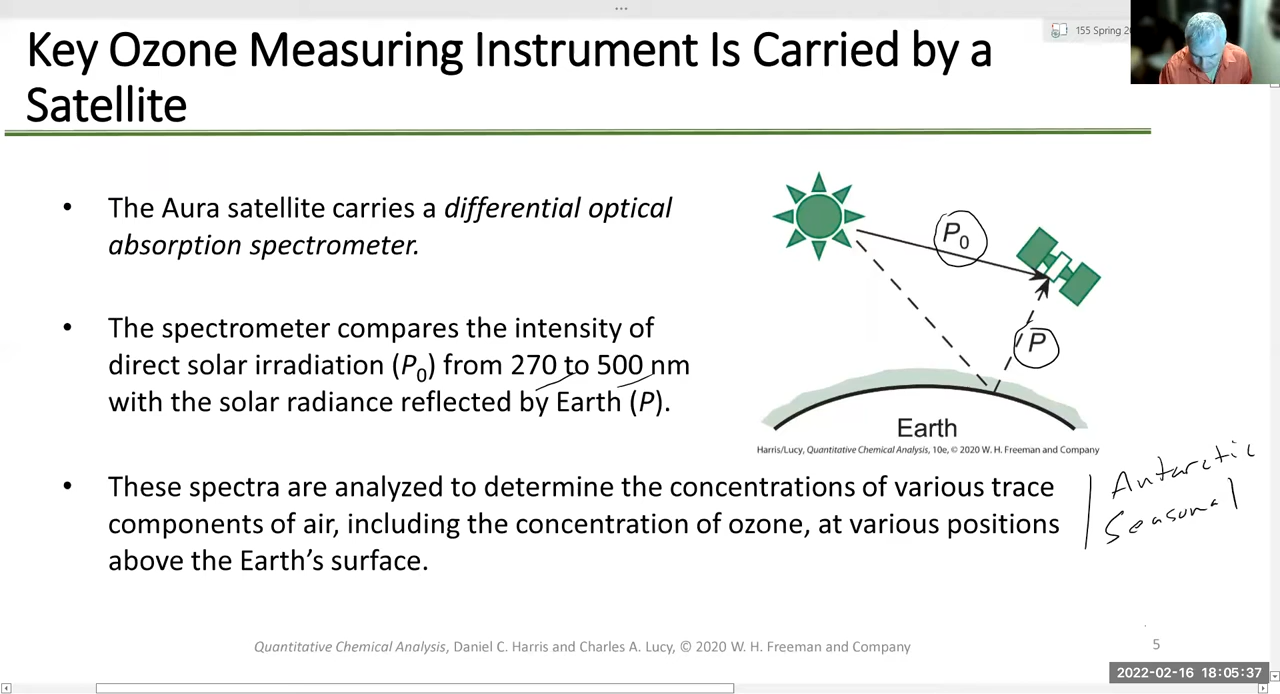 155 Spring 20
Key Ozone Measuring Instrument Is Carried by a
Satellite
• The Aura satellite carries a differential optical
absorption spectrometer.
• The spectrometer compares the intensity of
direct solar irradiation (P0) from 270 to 500 nm
with the solar radiance reflected by Earth (P).
P0
P
Earth
Harris/Lucy, Quantitative Chemical Analysis, 10e, © 2020 W. H. Freeman and Company
• These spectra are analyzed to determine the concentrations of various trace
components of air, including the concentration of ozone, at various positions
above the Earth's surface.
Antarctic
Seasonal
Quantitative Chemical Analysis, Daniel C. Harris and Charles A. Lucy, © 2020 W. H. Freeman and Company
5
2022-02-16 18:05:37